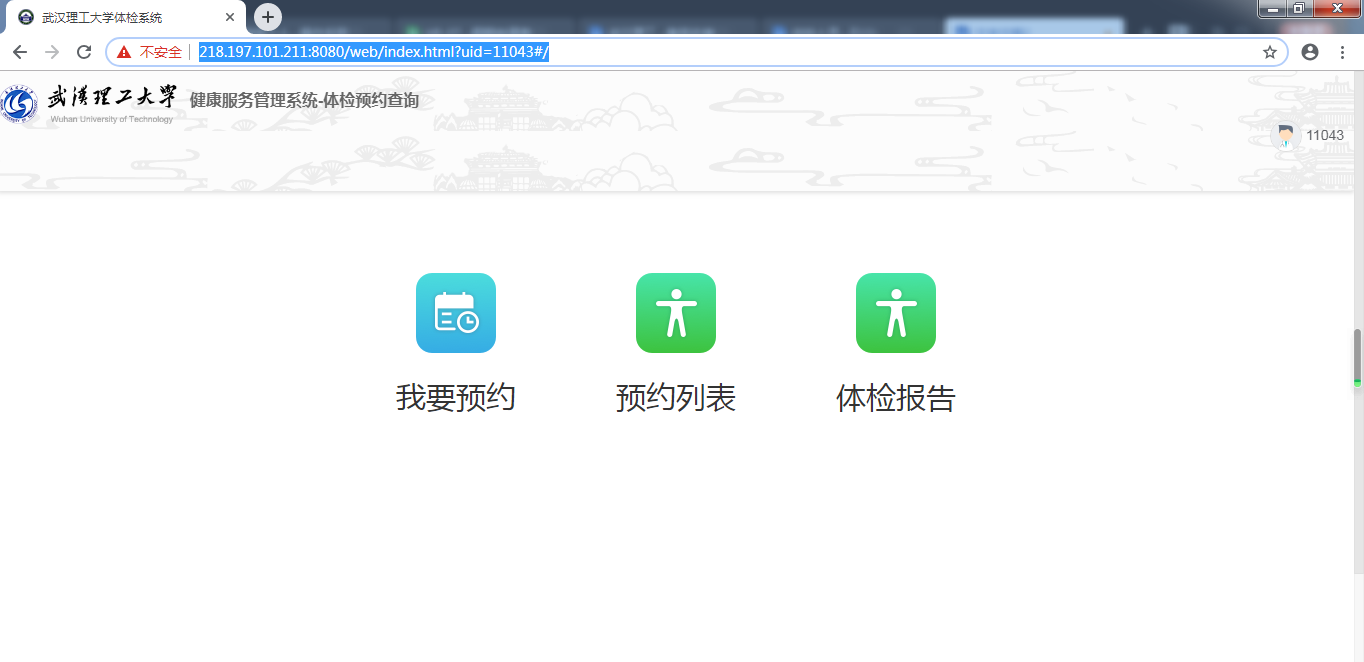 武汉理工大学体检系统
不安全 218.197.101.211:8080/web/index.html?uid=11043#/
武漢理工大学 健康服务管理系统-体检预约查询
Wuhan University of Technology
11043
我要预约 预约列表 体检报告